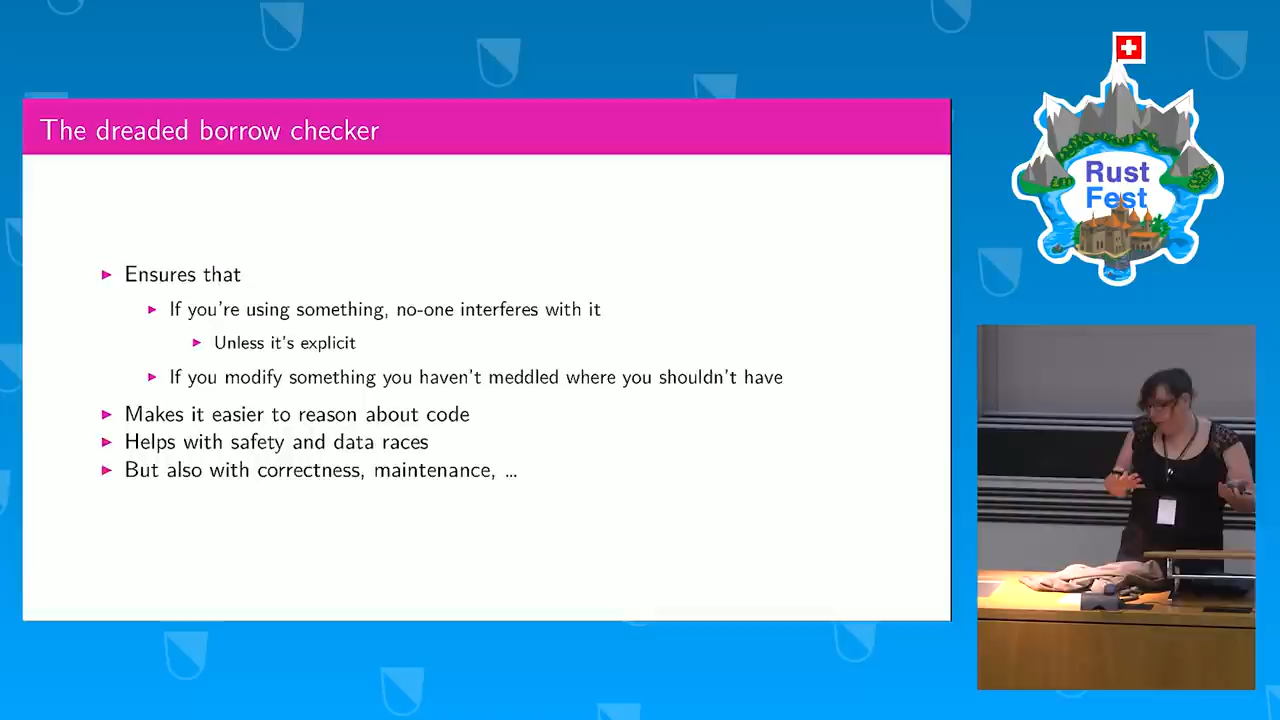 The dreaded borrow checker
Ensures that
If you're using something, no-one interferes with it
Unless it's explicit
If you modify something you haven't meddled where you shouldn't have
Makes it easier to reason about code
Helps with safety and data races
But also with correctness, maintenance, ...
Rust
Fest